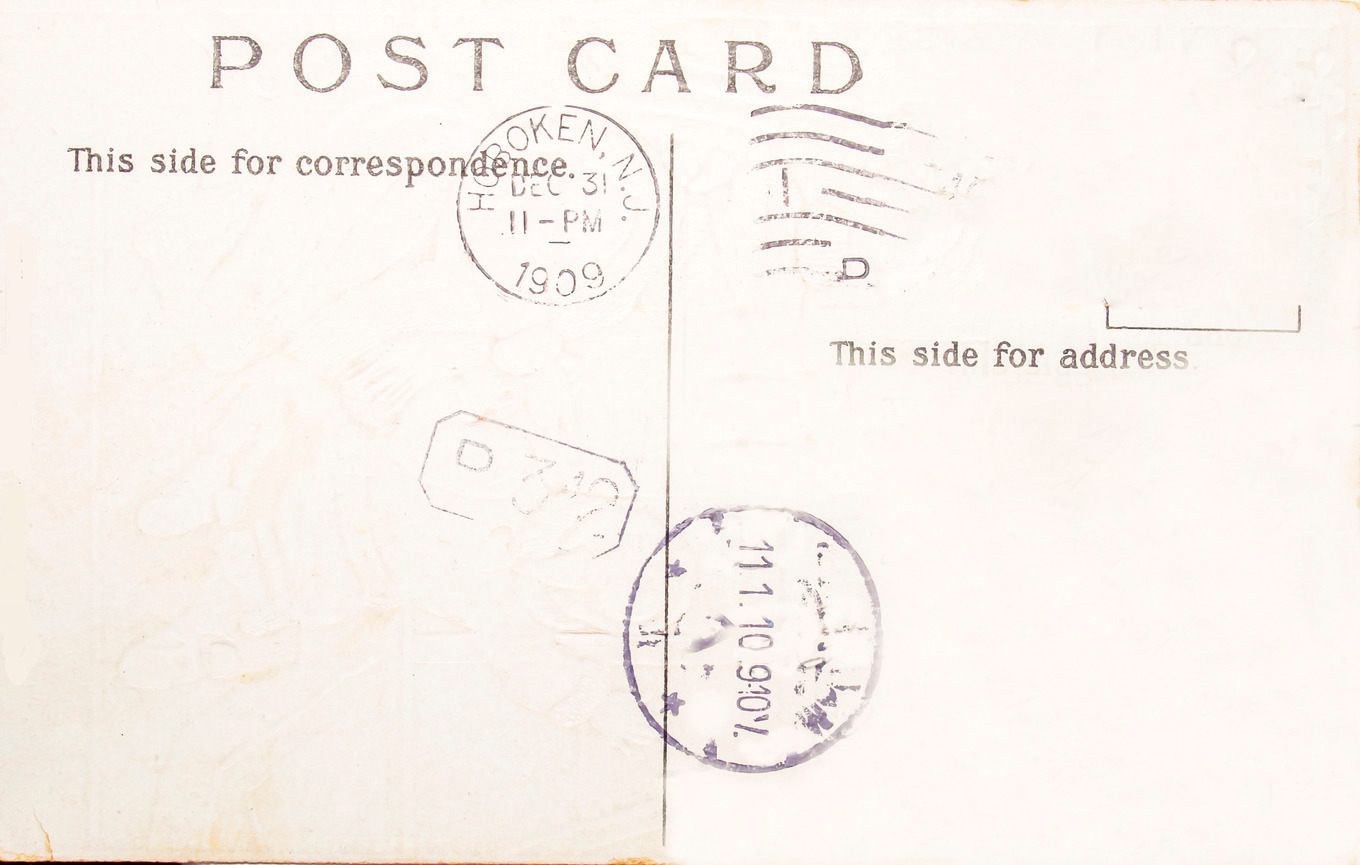 POST CARD
This side for correspondence.
HOBOKEN, N.J.
DEC 31
11-PM
1909
D
This side for address.
D
11.1.10 9-10V.